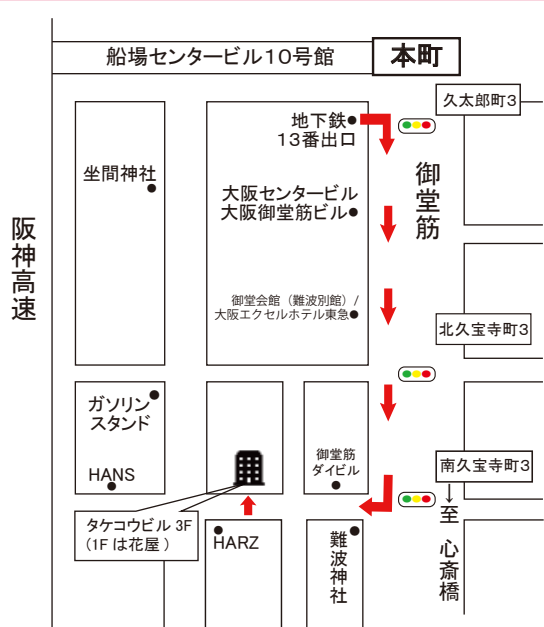 船場センタービル10号館
本町
久太郎町3
地下鉄
13番出口
坐間神社
御堂筋
大阪センタービル
大阪御堂筋ビル
阪神高速
御堂会館（難波別館）/
大阪エクセルホテル東急
北久宝寺町3
ガソリン
スタンド
御堂筋
ダイビル
HANS
南久宝寺町3
↓至 心斎橋
タケコウビル 3F
(1F は花屋 )
HARZ
難波神社